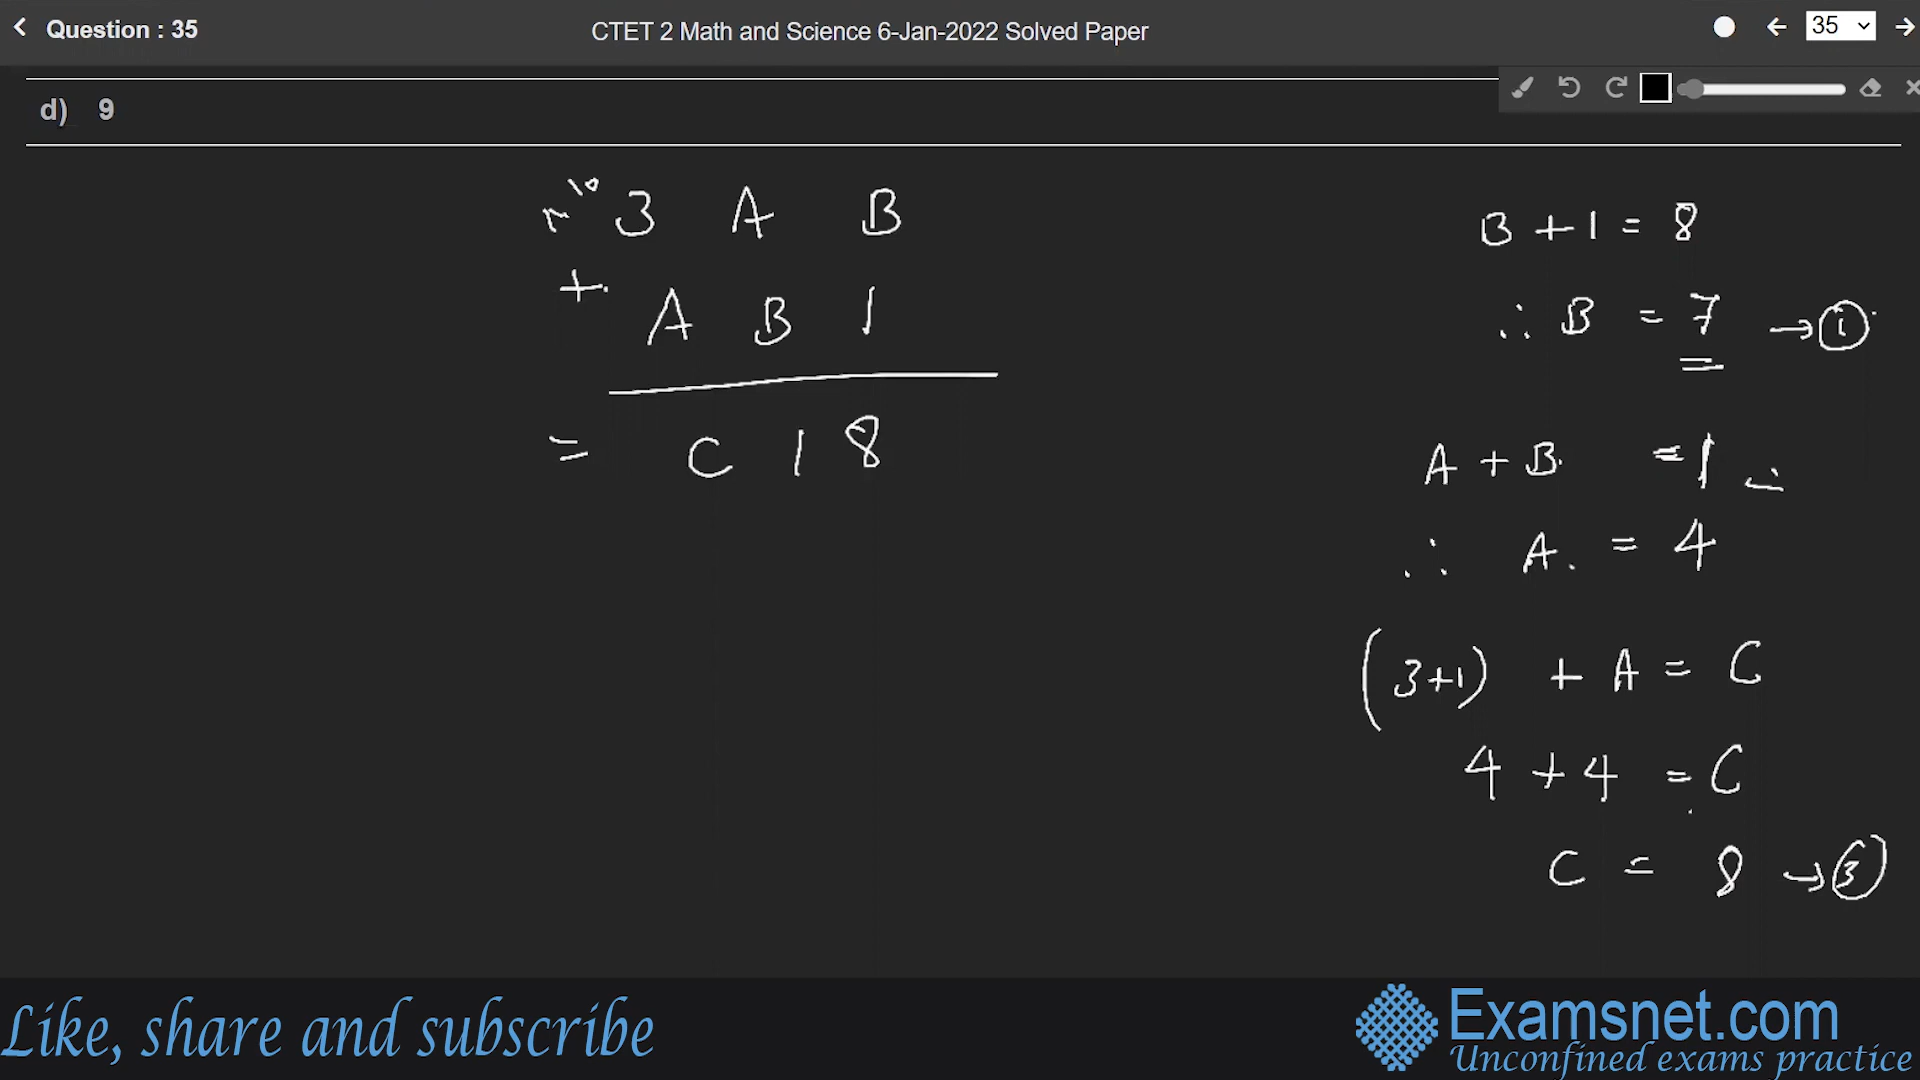 Question : 35
CTET 2 Math and Science 6-Jan-2022 Solved Paper
35
d) 9
3 A B
+ A B 1
= C 1 8
B + 1 = 8
∴ B = 7 → (i)
A + B = 1
∴ A = 4
(3+1) + A = C
4 + 4 = C
C = 8 → (3)
Like, share and subscribe
Examsnet.com
Unconfined exams practice